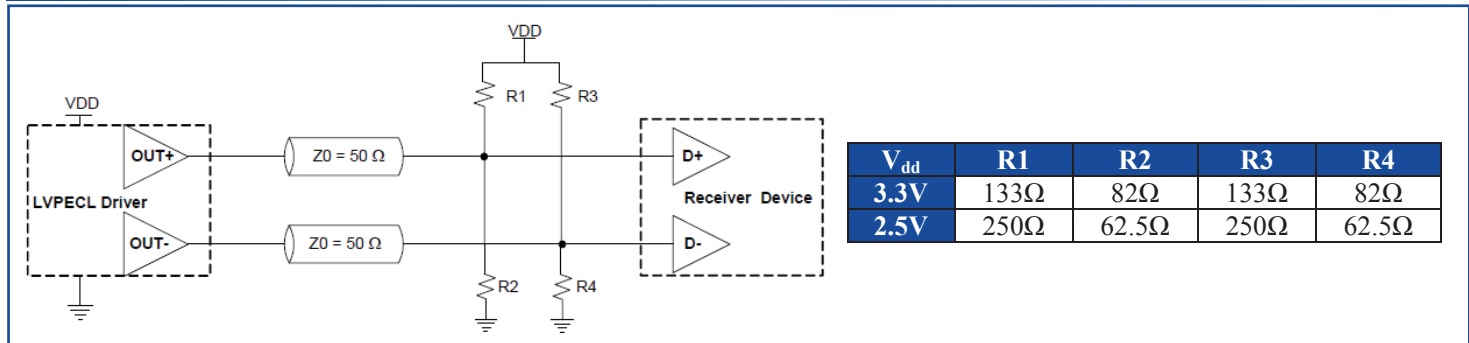 VDD
R1
R3
VDD
OUT+
Z0 = 50 Ω
D+
LVPECL Driver
Receiver Device
OUT-
Z0 = 50 Ω
D-
R2
R4
Vdd R1 R2 R3 R4
3.3V 133Ω 82Ω 133Ω 82Ω
2.5V 250Ω 62.5Ω 250Ω 62.5Ω